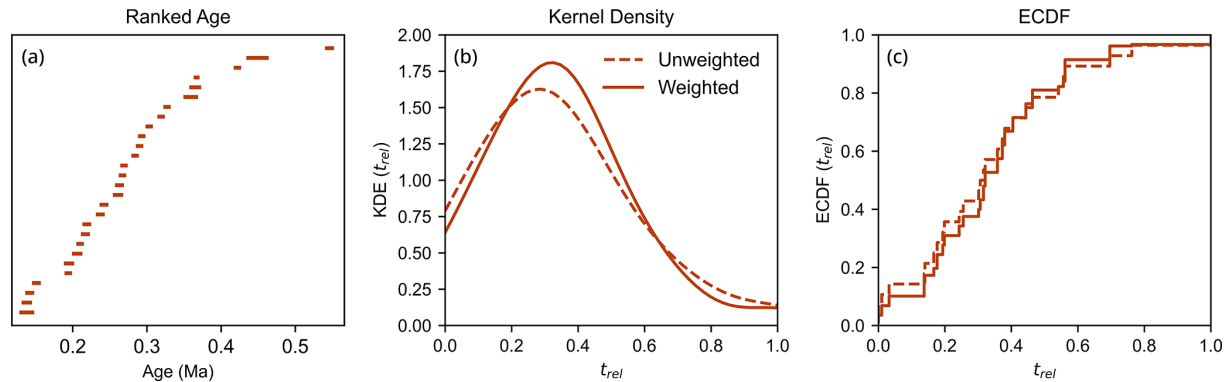 Ranked Age
(a)
0.2 0.3 0.4 0.5
Age (Ma)
Kernel Density
(b)
Unweighted
Weighted
KDE (t_rel)
2.00
1.75
1.50
1.25
1.00
0.75
0.50
0.25
0.00
0.0 0.2 0.4 0.6 0.8 1.0
t_rel
ECDF
(c)
ECDF (t_rel)
1.0
0.8
0.6
0.4
0.2
0.0
0.0 0.2 0.4 0.6 0.8 1.0
t_rel